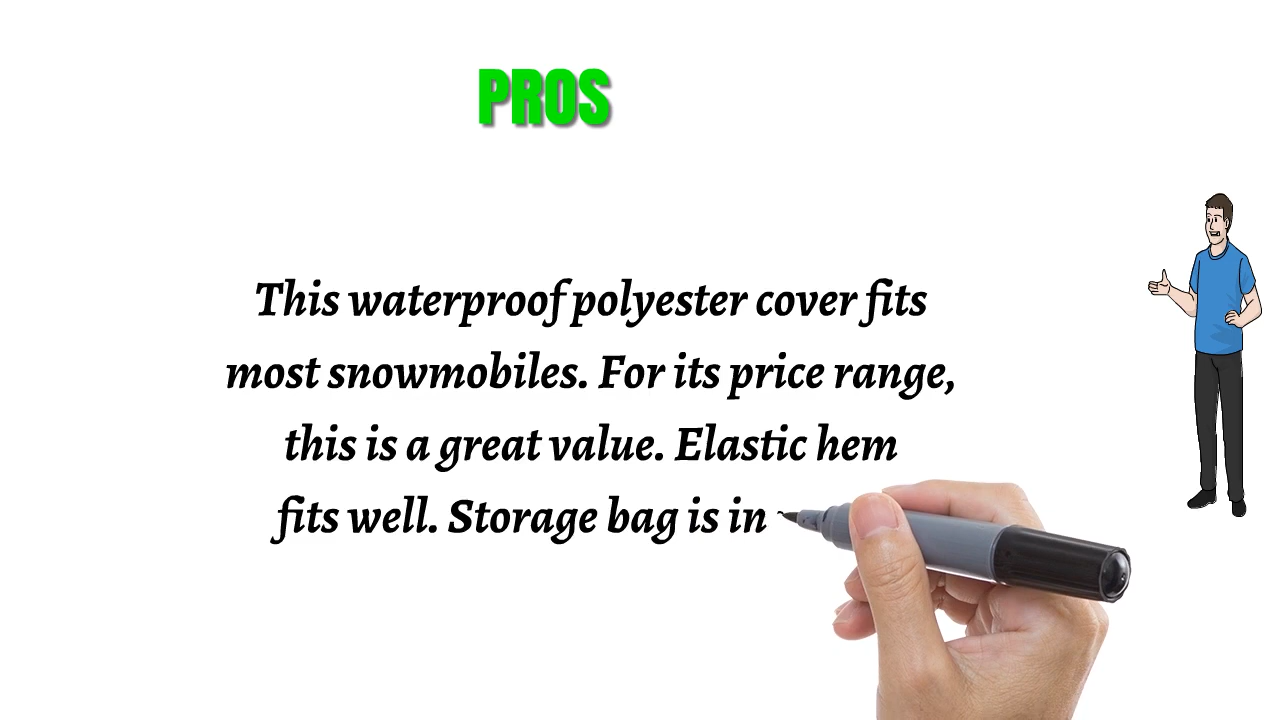 PROS
This waterproof polyester cover fits
most snowmobiles. For its price range,
this is a great value. Elastic hem
fits well. Storage bag is in